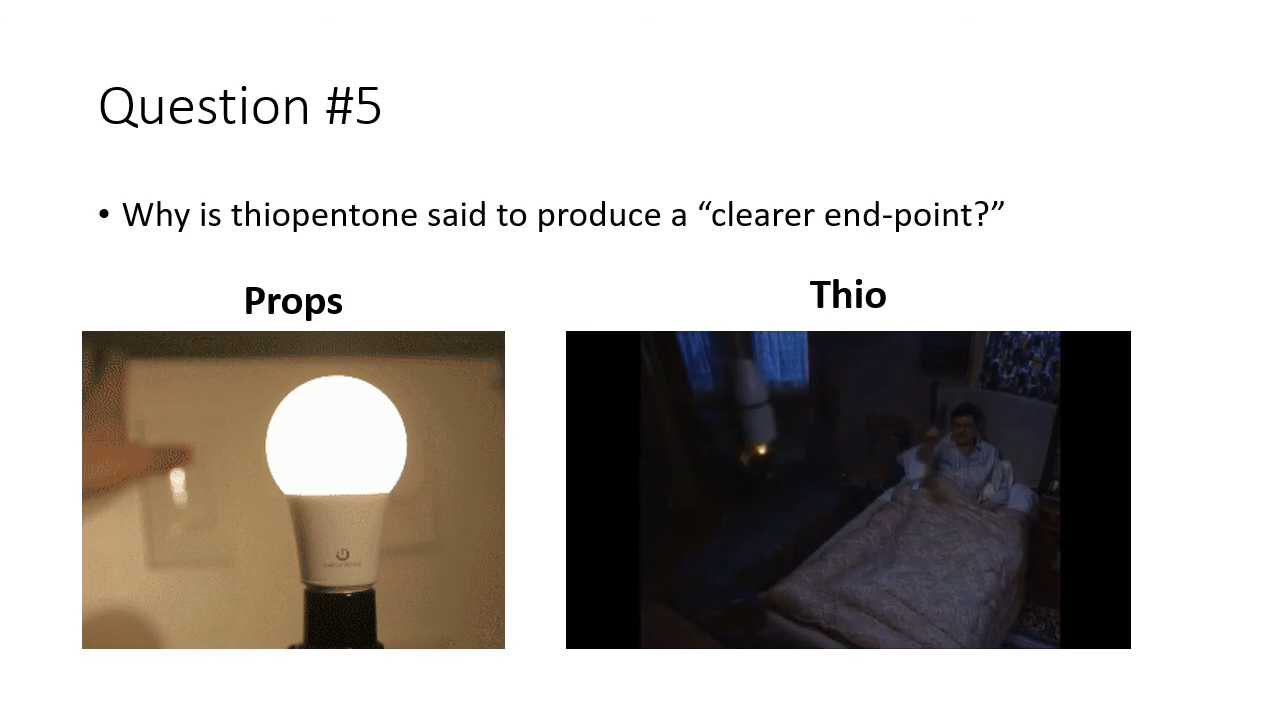 Question #5
• Why is thiopentone said to produce a “clearer end-point?”
Props
Thio